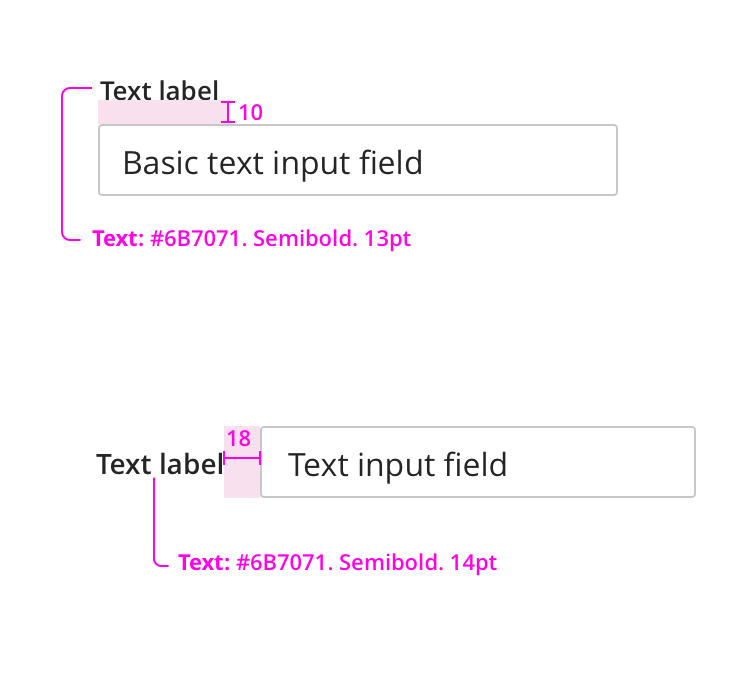 Text label
10
Basic text input field
Text: #6B7071. Semibold. 13pt
18
Text label
Text input field
Text: #6B7071. Semibold. 14pt